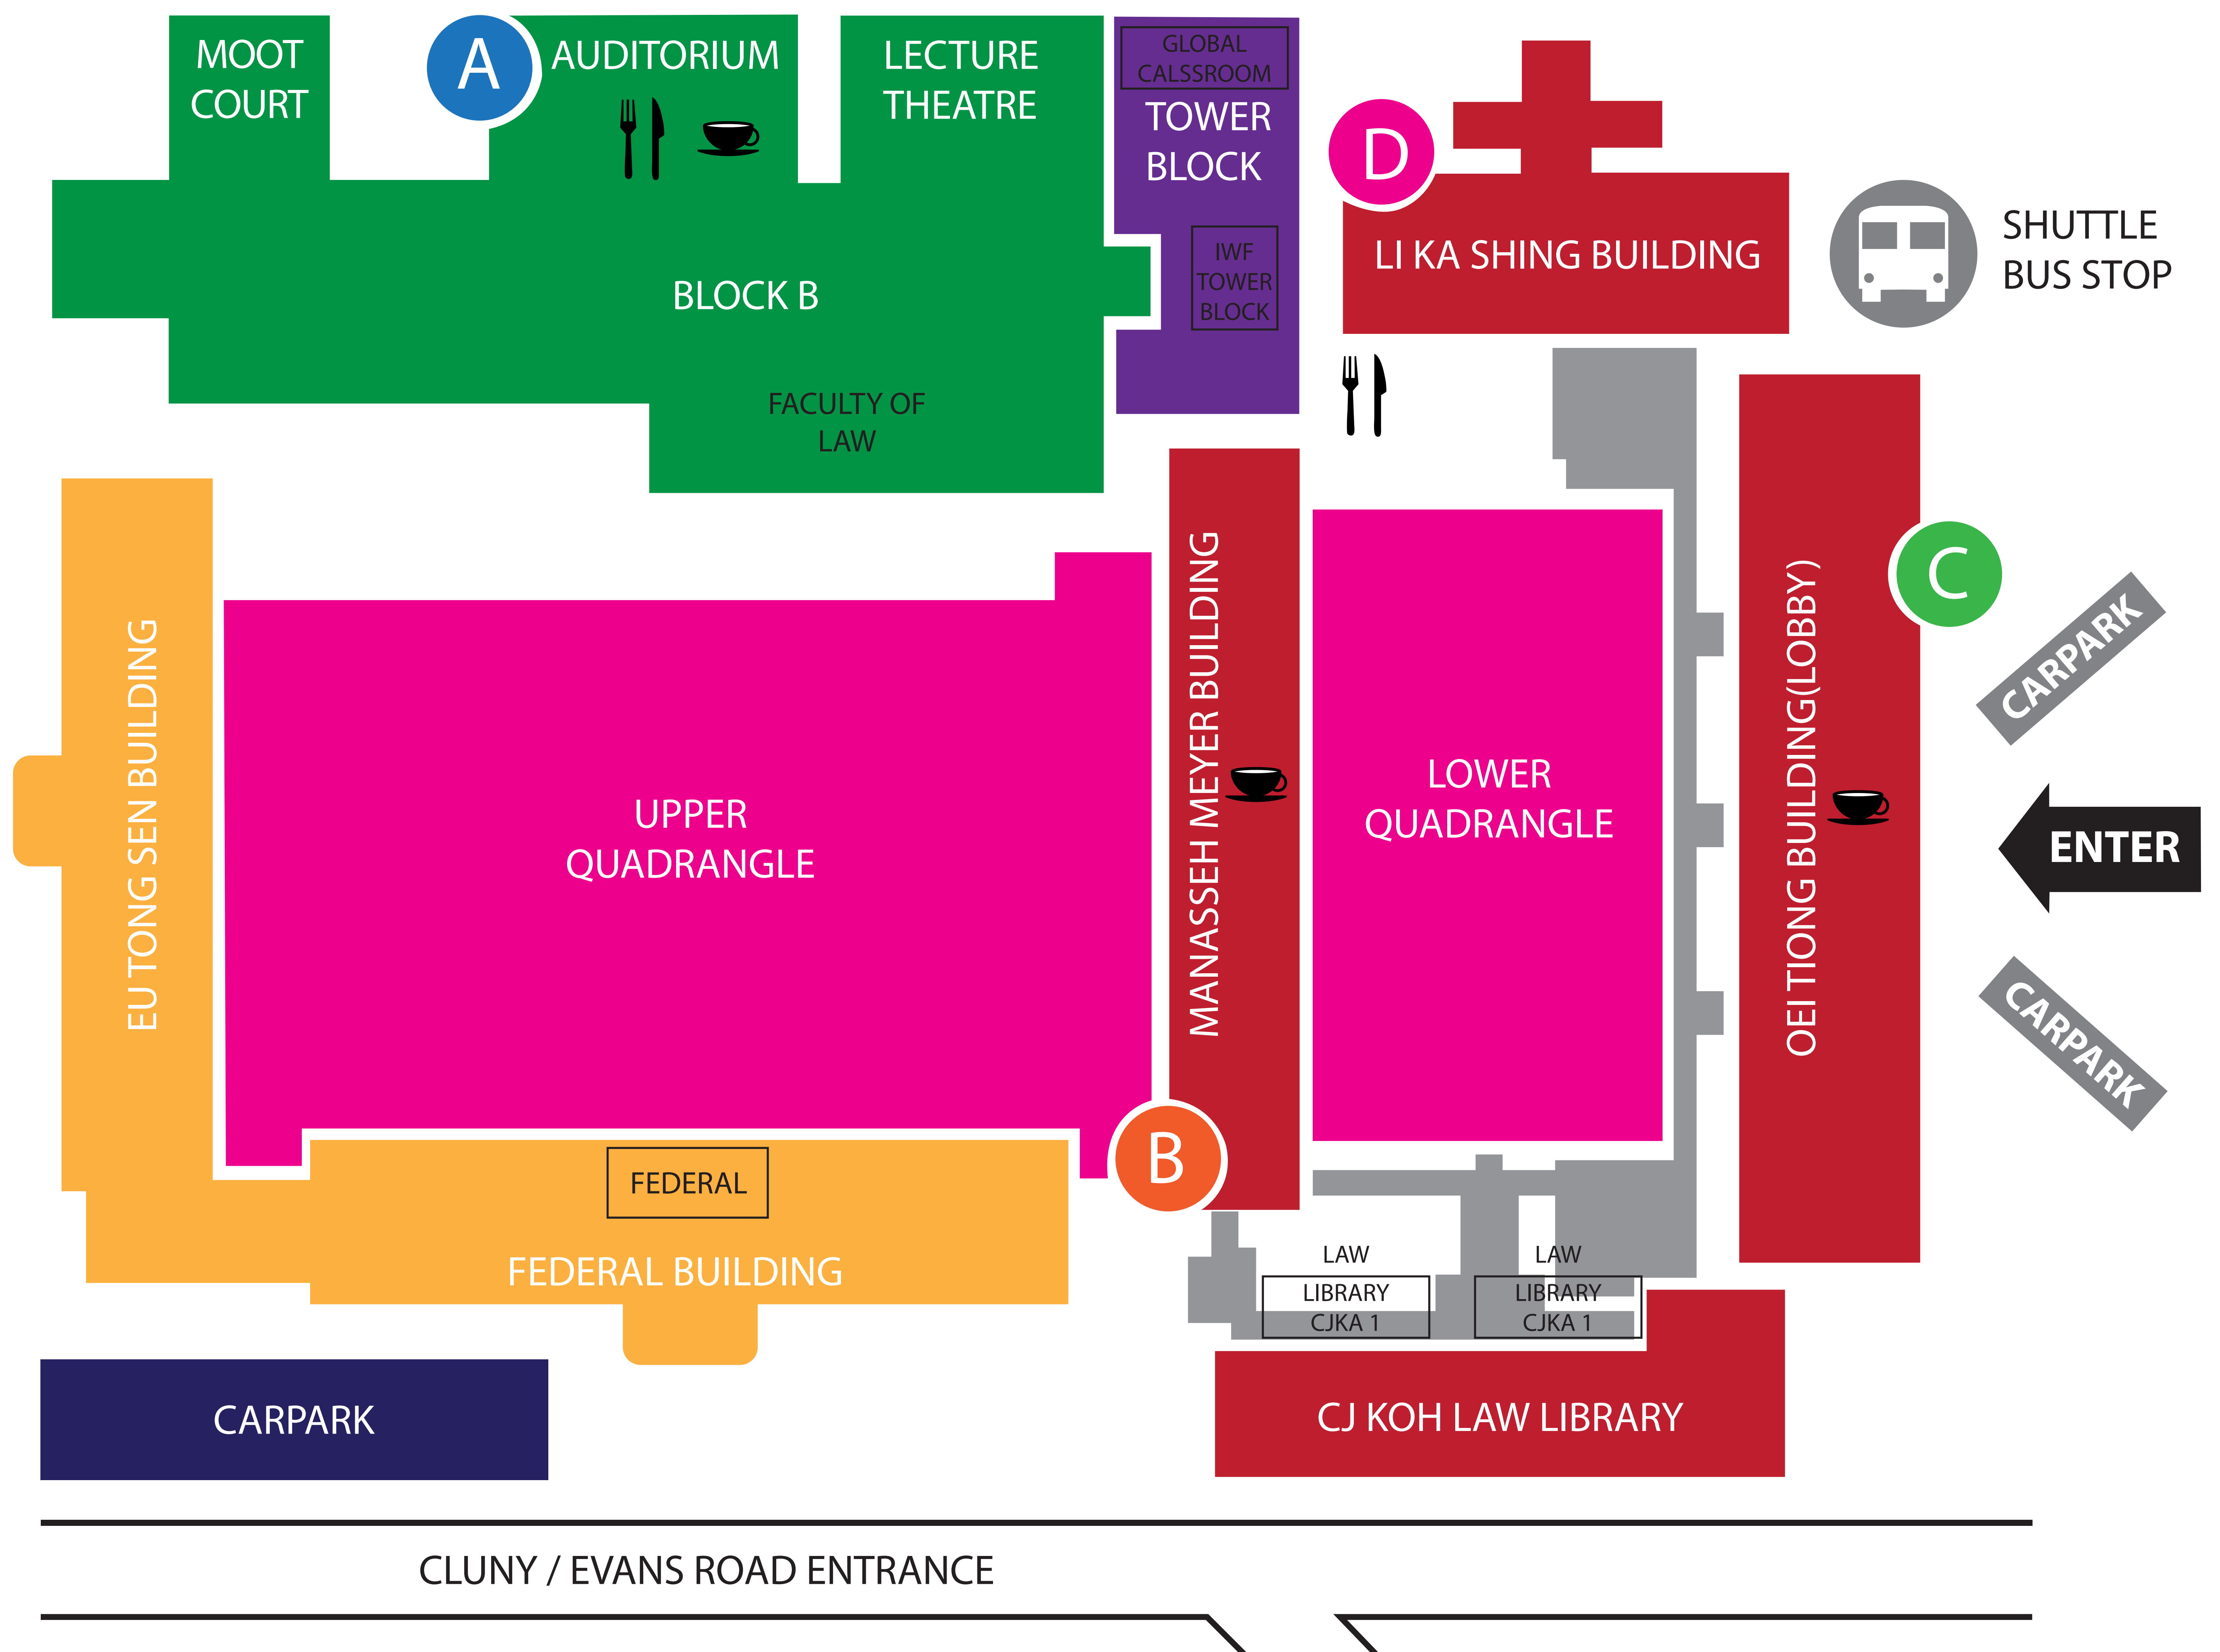 MOOT
COURT
A
AUDITORIUM
LECTURE
THEATRE
GLOBAL
CALSSROOM
TOWER
BLOCK
D
IWF
TOWER
BLOCK
LI KA SHING BUILDING
SHUTTLE
BUS STOP
BLOCK B
FACULTY OF
LAW
EU TONG SEN BUILDING
UPPER
QUADRANGLE
MANASSEH MEYER BUILDING
LOWER
QUADRANGLE
OEI TIONG BUILDING(LOBBY)
C
CARPARK
ENTER
CARPARK
B
FEDERAL
FEDERAL BUILDING
LAW
LIBRARY
CJKA 1
LAW
LIBRARY
CJKA 1
CARPARK
CJ KOH LAW LIBRARY
CLUNY / EVANS ROAD ENTRANCE